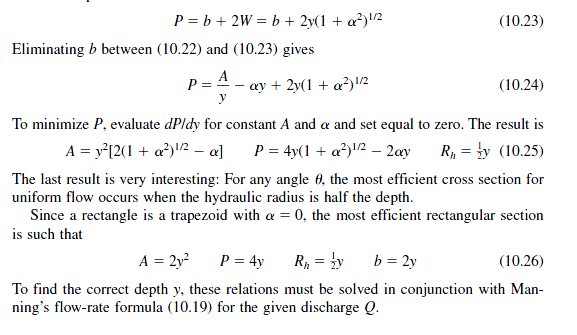 P = b + 2W = b + 2y(1 + α²)^1/2 (10.23)
Eliminating b between (10.22) and (10.23) gives
P = A/y − αy + 2y(1 + α²)^1/2 (10.24)
To minimize P, evaluate dP/dy for constant A and α and set equal to zero. The result is
A = y²[2(1 + α²)^1/2 − α] P = 4y(1 + α²)^1/2 − 2αy R_h = ½y (10.25)
The last result is very interesting: For any angle θ, the most efficient cross section for
uniform flow occurs when the hydraulic radius is half the depth.
Since a rectangle is a trapezoid with α = 0, the most efficient rectangular section
is such that
A = 2y² P = 4y R_h = ½y b = 2y (10.26)
To find the correct depth y, these relations must be solved in conjunction with Man-
ning's flow-rate formula (10.19) for the given discharge Q.